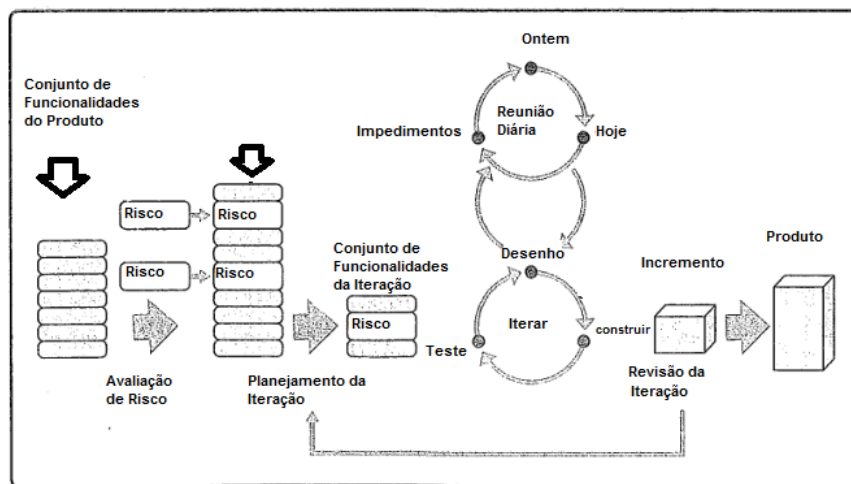 Conjunto de
Funcionalidades
do Produto
Risco
Risco
Avaliação
de Risco
Risco
Risco
Planejamento da
Iteração
Conjunto de
Funcionalidades
da Iteração
Risco
Ontem
Reunião
Diária
Impedimentos
Hoje
Desenho
Iterar
Teste
construir
Incremento
Revisão da
Iteração
Produto